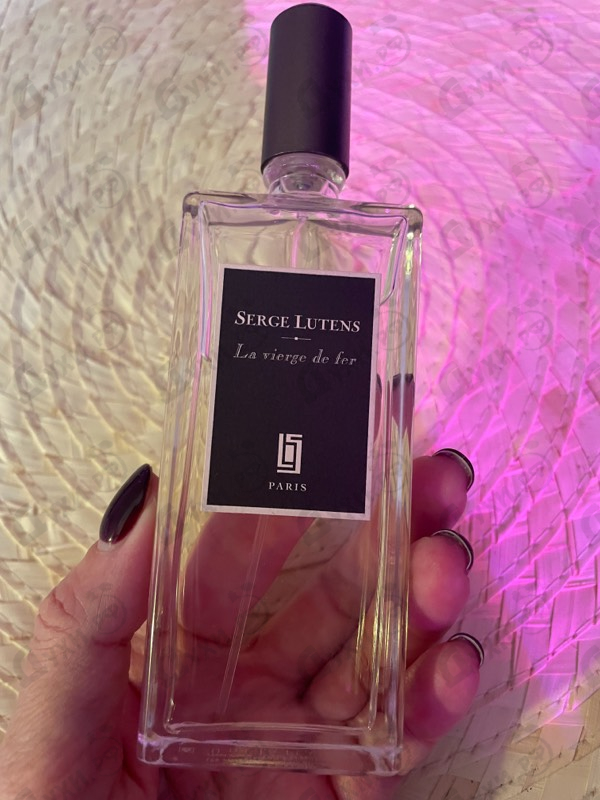 SERGE LUTENS
La vierge de fer
PARIS